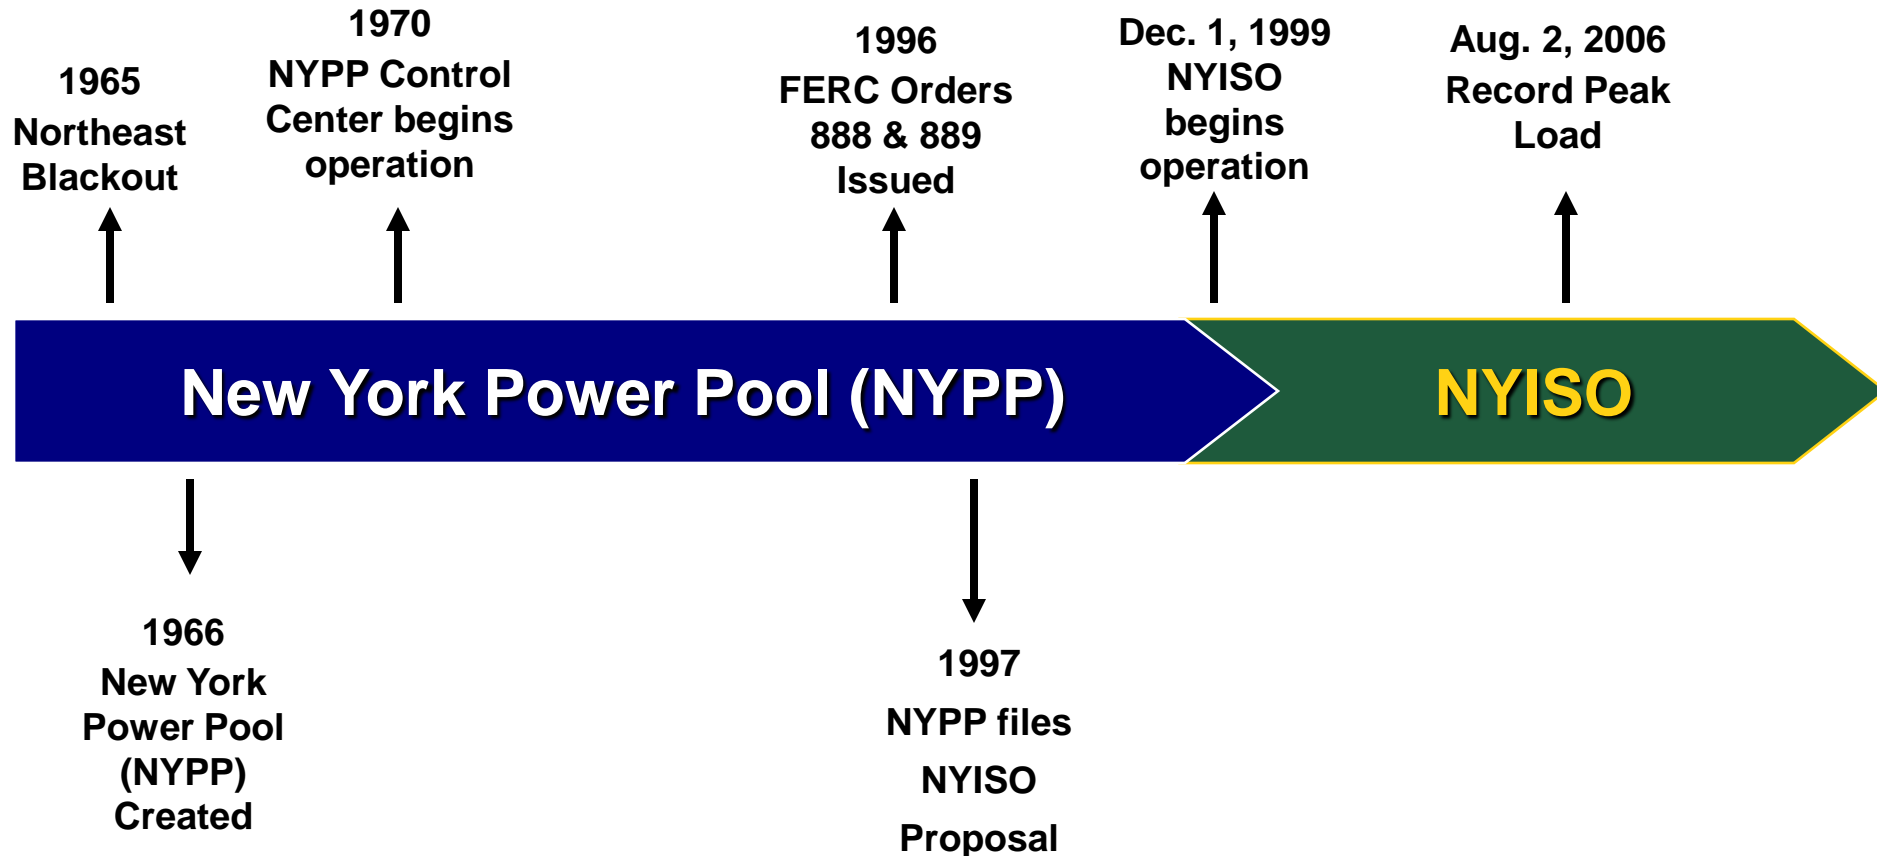 1965
Northeast
Blackout
1970
NYPP Control
Center begins
operation
1996
FERC Orders
888 & 889
Issued
Dec. 1, 1999
NYISO
begins
operation
Aug. 2, 2006
Record Peak
Load
New York Power Pool (NYPP)
NYISO
1966
New York
Power Pool
(NYPP)
Created
1997
NYPP files
NYISO
Proposal